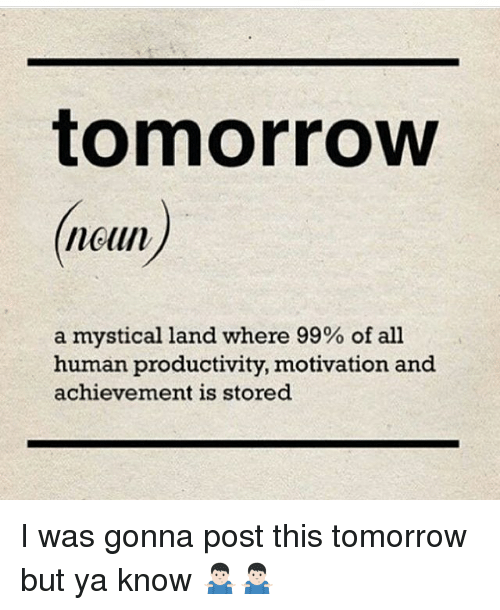 tomorrow
(noun)
a mystical land where 99% of all
human productivity, motivation and
achievement is stored
I was gonna post this tomorrow
but ya know 🤷🏻‍♂️🤷🏻‍♂️